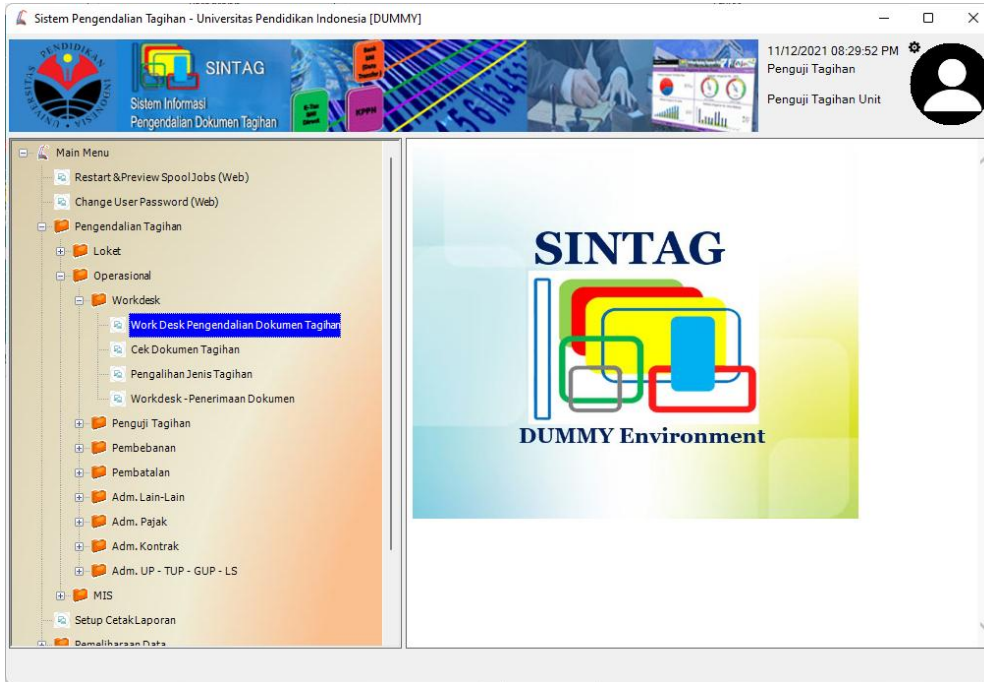 Sistem Pengendalian Tagihan - Universitas Pendidikan Indonesia [DUMMY]
UNIVERSITAS PENDIDIKAN INDONESIA
SINTAG
Sistem Informasi
Pengendalian Dokumen Tagihan
KPPN
11/12/2021 08:29:52 PM
Penguji Tagihan
Penguji Tagihan Unit
Main Menu
Restart &Preview SpoolJobs (Web)
Change User Password (Web)
Pengendalian Tagihan
Loket
Operasional
Workdesk
Work Desk Pengendalian Dokumen Tagihan
Cek Dokumen Tagihan
Pengalihan Jenis Tagihan
Workdesk -Penerimaan Dokumen
Penguji Tagihan
Pembebanan
Pembatalan
Adm. Lain-Lain
Adm. Pajak
Adm. Kontrak
Adm. UP - TUP - GUP - LS
MIS
Setup CetakLaporan
Pemeliharaan Data
SINTAG
DUMMY Environment